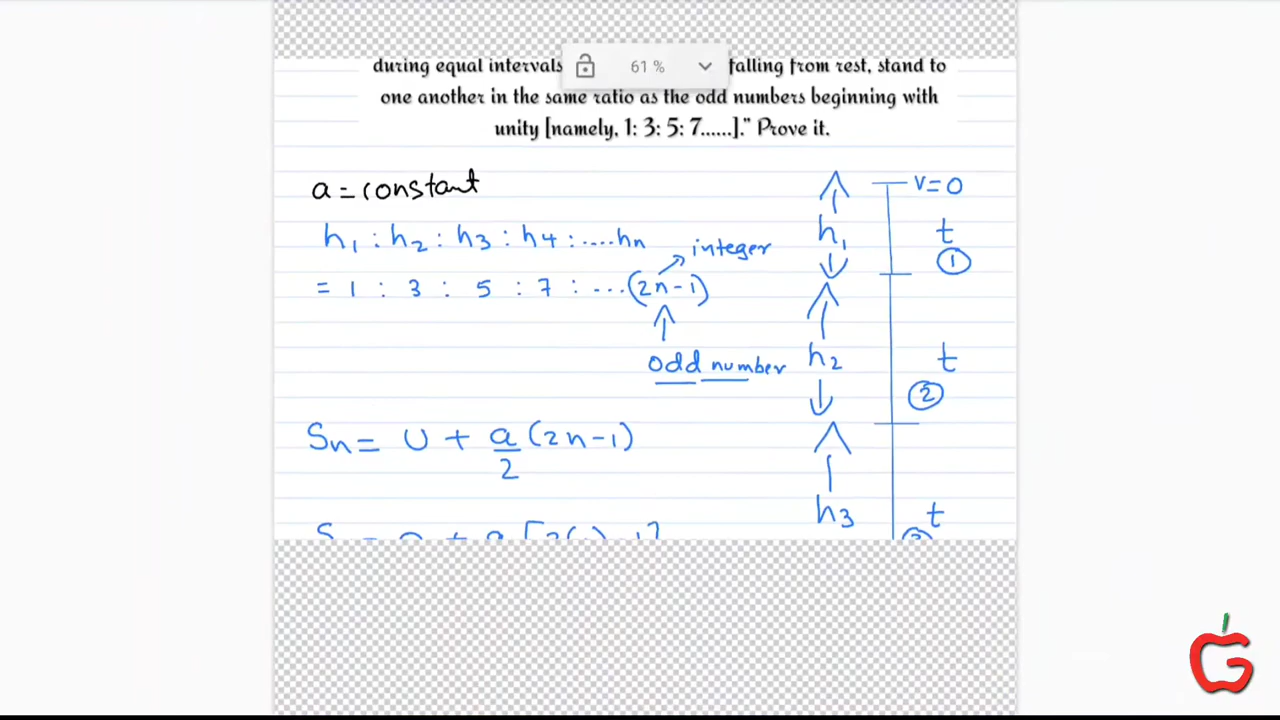 during equal intervals falling from rest, stand to
61 %
one another in the same ratio as the odd numbers beginning with
unity [namely, 1: 3: 5: 7......]." Prove it.
a = constant
v = 0
h1 : h2 : h3 : h4 : ....hn
integer
h1
t
1
= 1 : 3 : 5 : 7 : ...(2n-1)
odd number
h2
t
2
Sn = U + a/2 (2n-1)
h3
t